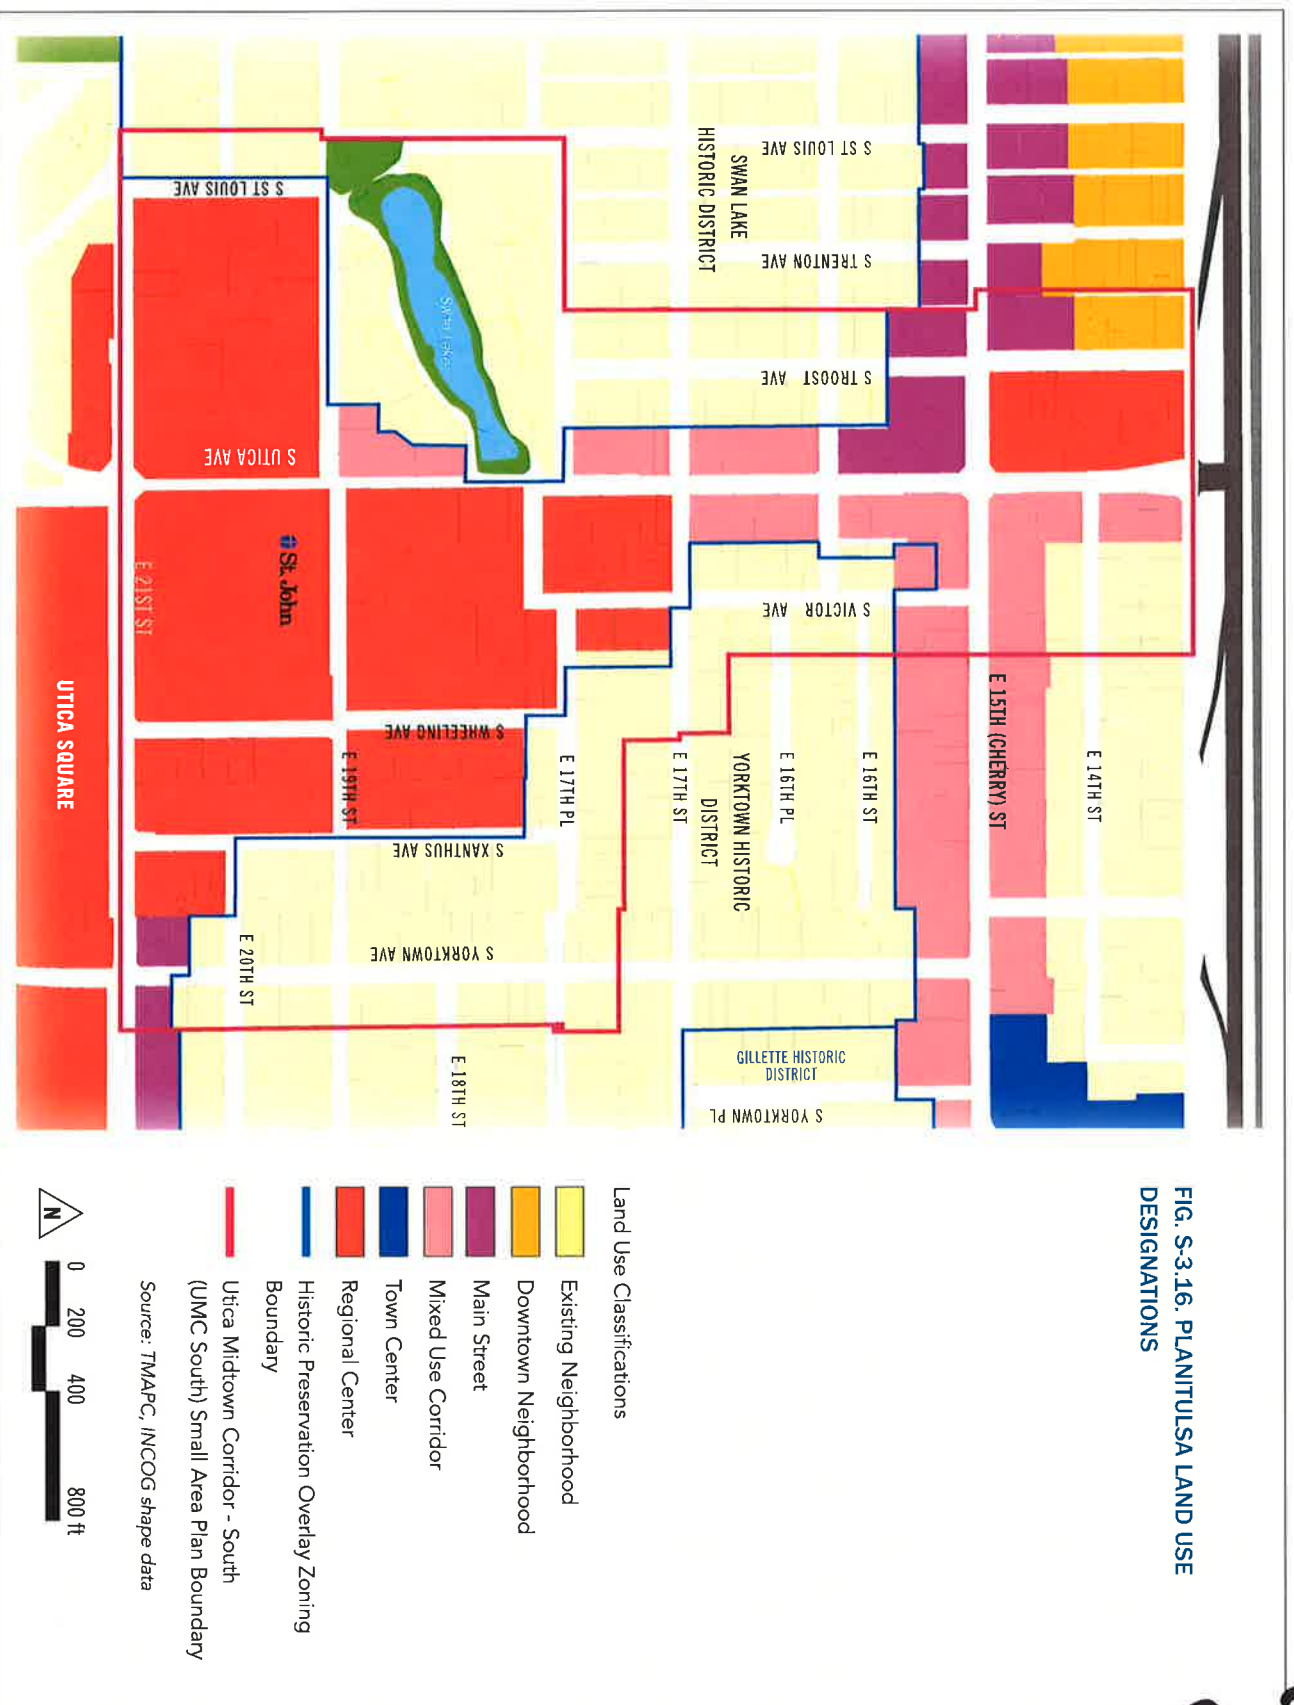 FIG. S-3.16. PLANITULSA LAND USE
DESIGNATIONS
E 14TH ST
E 15TH (CHERRY) ST
S ST LOUIS AVE
S TRENTON AVE
S TROOST AVE
S VICTOR AVE
E 16TH ST
E 16TH PL
SWAN LAKE
HISTORIC DISTRICT
YORKTOWN HISTORIC
DISTRICT
GILLETTE HISTORIC
DISTRICT
S YORKTOWN PL
E 17TH ST
E 17TH PL
Swan Lake
S WHEELING AVE
S XANTHUS AVE
S YORKTOWN AVE
E 18TH ST
E 19TH ST
St. John
S ST LOUIS AVE
S UTICA AVE
E 20TH ST
E 21ST ST
UTICA SQUARE
Land Use Classifications
Existing Neighborhood
Downtown Neighborhood
Main Street
Mixed Use Corridor
Town Center
Regional Center
Historic Preservation Overlay Zoning
Boundary
Utica Midtown Corridor - South
(UMC South) Small Area Plan Boundary
Source: TMAPC, INCOG shape data
N
0 200 400 800 ft